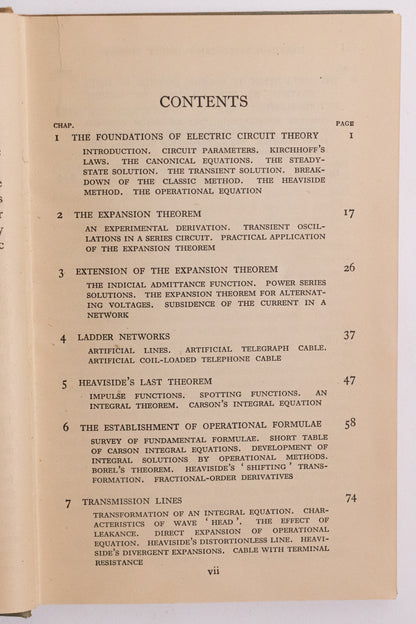 CONTENTS
CHAP. PAGE
1 THE FOUNDATIONS OF ELECTRIC CIRCUIT THEORY 1
INTRODUCTION. CIRCUIT PARAMETERS. KIRCHHOFF'S
LAWS. THE CANONICAL EQUATIONS. THE STEADY-
STATE SOLUTION. THE TRANSIENT SOLUTION. BREAK-
DOWN OF THE CLASSIC METHOD. THE HEAVISIDE
METHOD. THE OPERATIONAL EQUATION
2 THE EXPANSION THEOREM 17
AN EXPERIMENTAL DERIVATION. TRANSIENT OSCIL-
LATIONS IN A SERIES CIRCUIT. PRACTICAL APPLICATION
OF THE EXPANSION THEOREM
3 EXTENSION OF THE EXPANSION THEOREM 26
THE INDICIAL ADMITTANCE FUNCTION. POWER SERIES
SOLUTIONS. THE EXPANSION THEOREM FOR ALTERNAT-
ING VOLTAGES. SUBSIDENCE OF THE CURRENT IN A
NETWORK
4 LADDER NETWORKS 37
ARTIFICIAL LINES. ARTIFICIAL TELEGRAPH CABLE.
ARTIFICIAL COIL-LOADED TELEPHONE CABLE
5 HEAVISIDE'S LAST THEOREM 47
IMPULSE FUNCTIONS. SPOTTING FUNCTIONS. AN
INTEGRAL THEOREM. CARSON'S INTEGRAL EQUATION
6 THE ESTABLISHMENT OF OPERATIONAL FORMULAE 58
SURVEY OF FUNDAMENTAL FORMULAE. SHORT TABLE
OF CARSON INTEGRAL EQUATIONS. DEVELOPMENT OF
INTEGRAL SOLUTIONS BY OPERATIONAL METHODS.
BOREL'S THEOREM. HEAVISIDE'S 'SHIFTING' TRANS-
FORMATION. FRACTIONAL-ORDER DERIVATIVES
7 TRANSMISSION LINES 74
TRANSFORMATION OF AN INTEGRAL EQUATION. CHAR-
ACTERISTICS OF WAVE 'HEAD'. THE EFFECT OF
LEAKANCE. DIRECT EXPANSION OF OPERATIONAL
EQUATION. HEAVISIDE'S DISTORTIONLESS LINE. HEAVI-
SIDE'S DIVERGENT EXPANSIONS. CABLE WITH TERMINAL
RESISTANCE
vii